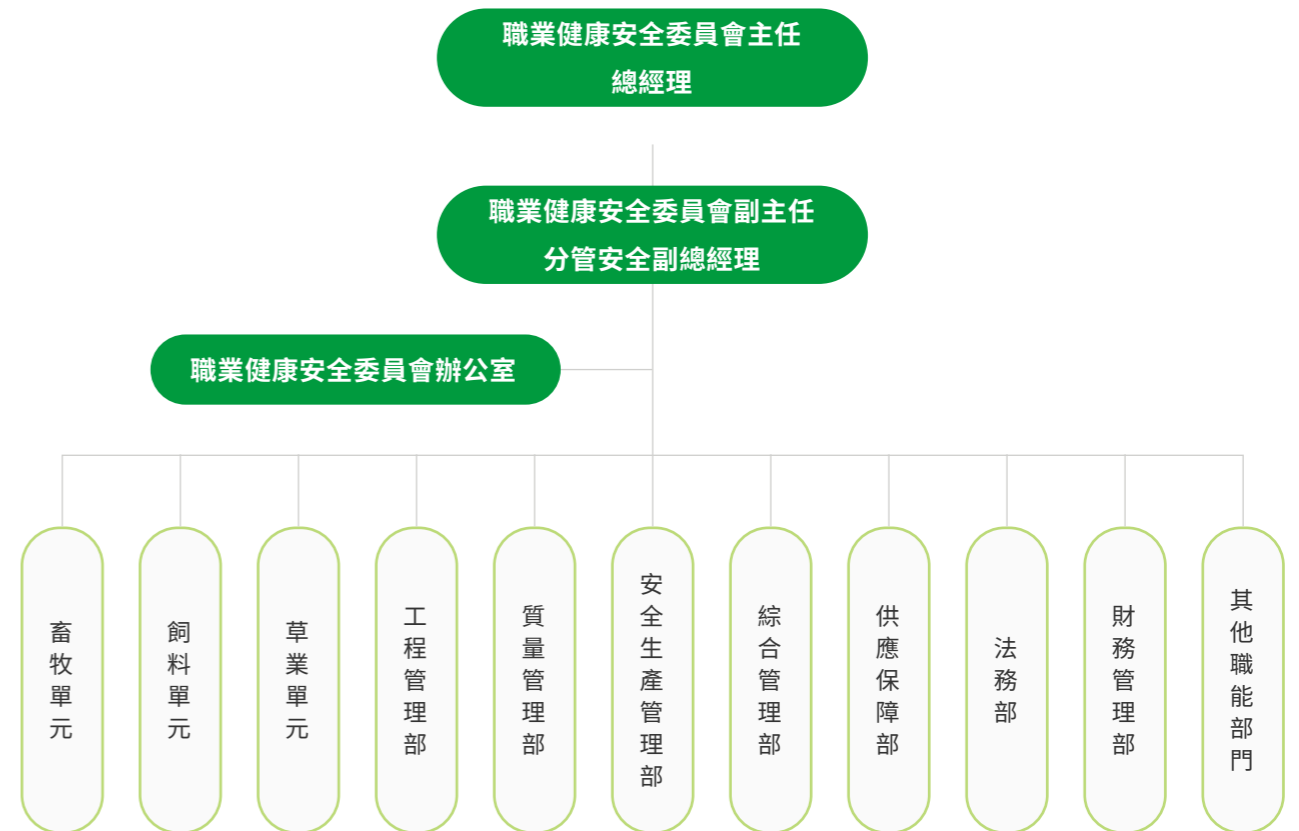 職業健康安全委員會主任
總經理
職業健康安全委員會副主任
分管安全副總經理
職業健康安全委員會辦公室
畜牧單元
飼料單元
草業單元
工程管理部
質量管理部
安全生產管理部
綜合管理部
供應保障部
法務部
財務管理部
其他職能部門